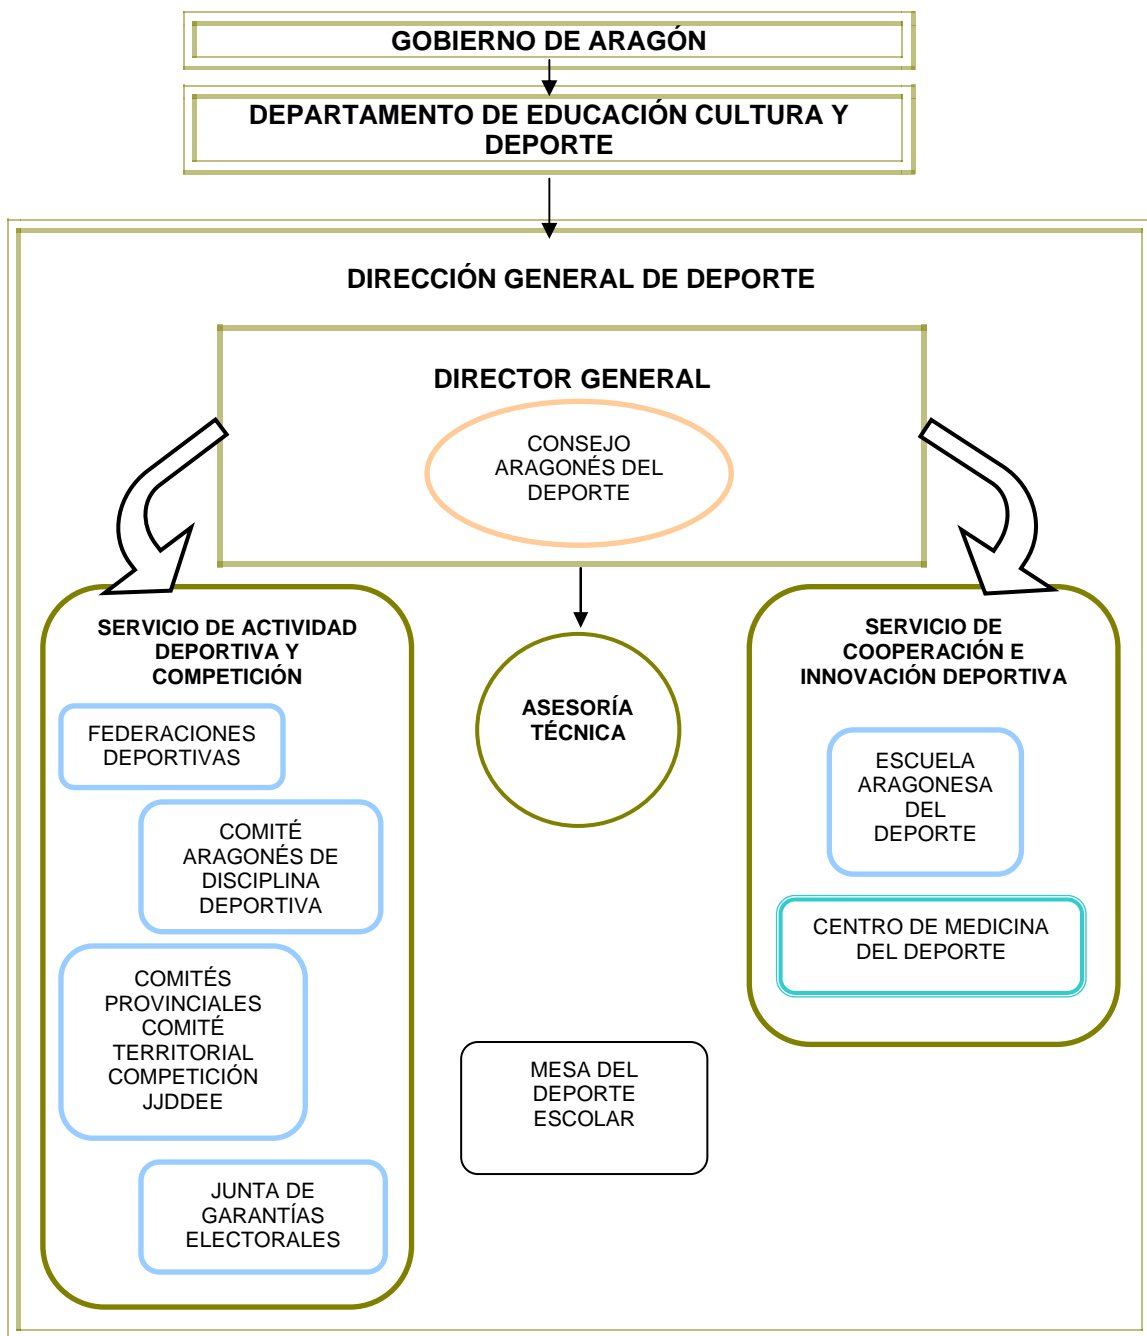 GOBIERNO DE ARAGÓN
DEPARTAMENTO DE EDUCACIÓN CULTURA Y
DEPORTE
DIRECCIÓN GENERAL DE DEPORTE
DIRECTOR GENERAL
CONSEJO
ARAGONÉS DEL
DEPORTE
SERVICIO DE ACTIVIDAD
DEPORTIVA Y
COMPETICIÓN
FEDERACIONES
DEPORTIVAS
COMITÉ
ARAGONÉS DE
DISCIPLINA
DEPORTIVA
COMITÉS
PROVINCIALES
COMITÉ
TERRITORIAL
COMPETICIÓN
JJDDEE
JUNTA DE
GARANTÍAS
ELECTORALES
ASESORÍA
TÉCNICA
MESA DEL
DEPORTE
ESCOLAR
SERVICIO DE
COOPERACIÓN E
INNOVACIÓN DEPORTIVA
ESCUELA
ARAGONESA
DEL
DEPORTE
CENTRO DE MEDICINA
DEL DEPORTE